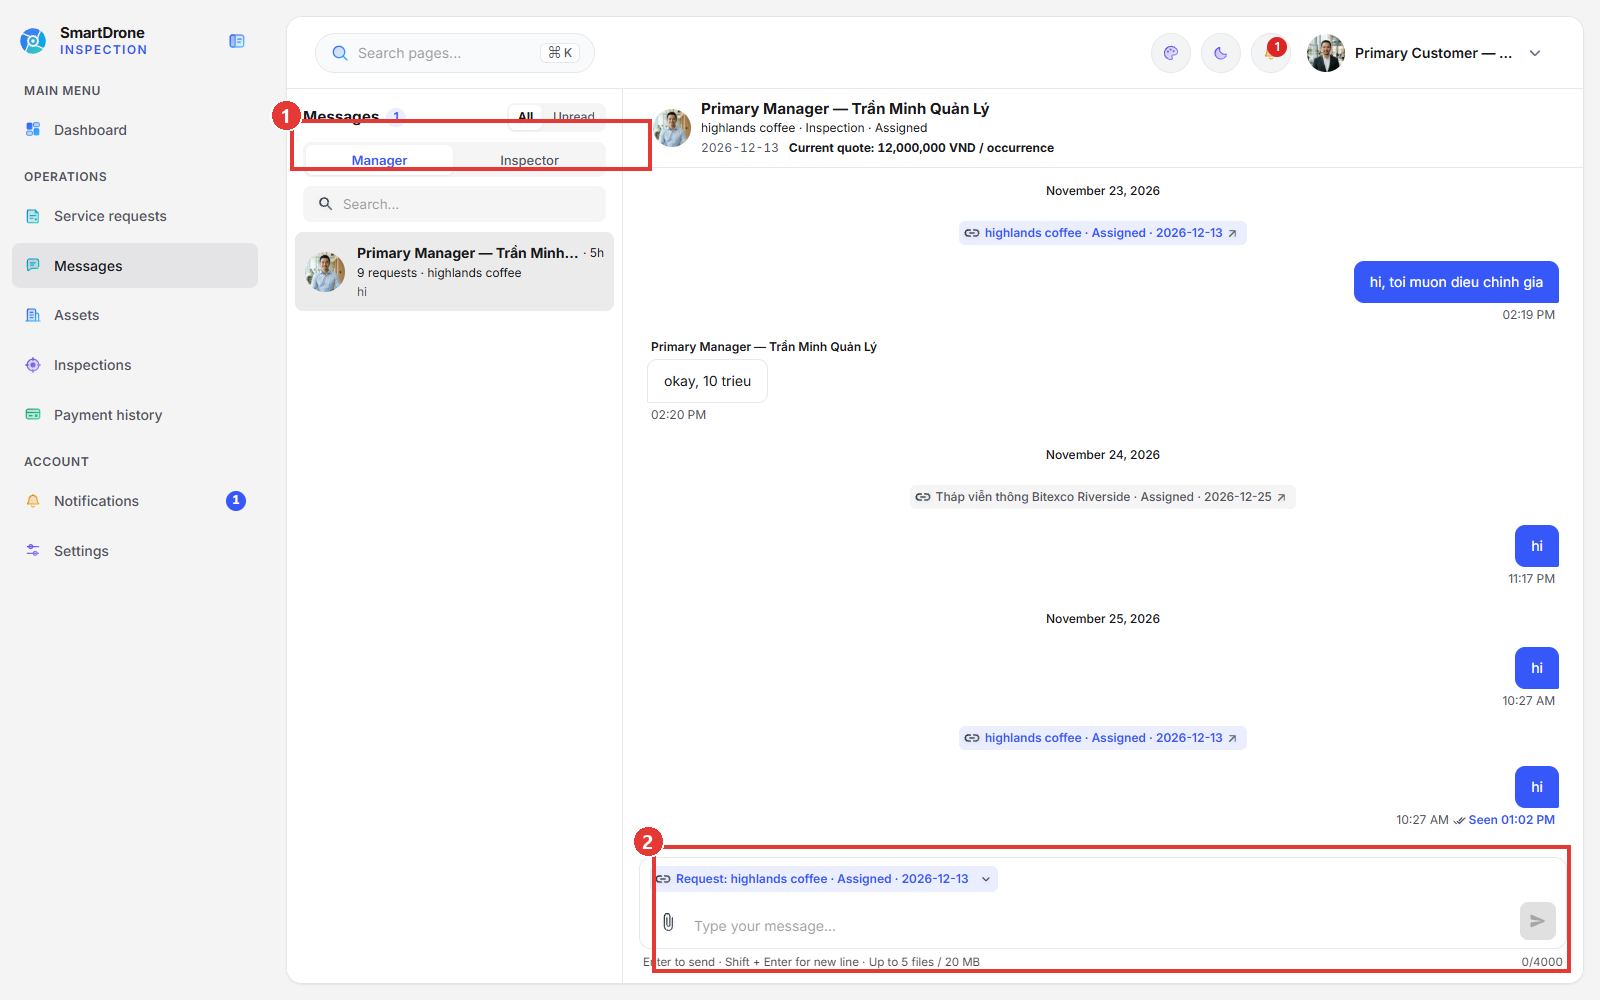 SmartDrone
INSPECTION
MAIN MENU
Dashboard
OPERATIONS
Service requests
Messages
Assets
Inspections
Payment history
ACCOUNT
Notifications 1
Settings
Search pages... ⌘ K
1
Primary Customer — ...
1
Messages 1
All Unread
Manager Inspector
Search...
Primary Manager — Trần Minh... · 5h
9 requests · highlands coffee
hi
Primary Manager — Trần Minh Quản Lý
highlands coffee · Inspection · Assigned
2026-12-13 Current quote: 12,000,000 VND / occurrence
November 23, 2026
highlands coffee · Assigned · 2026-12-13
hi, toi muon dieu chinh gia
02:19 PM
Primary Manager — Trần Minh Quản Lý
okay, 10 trieu
02:20 PM
November 24, 2026
Tháp viễn thông Bitexco Riverside · Assigned · 2026-12-25
hi
11:17 PM
November 25, 2026
hi
10:27 AM
highlands coffee · Assigned · 2026-12-13
hi
10:27 AM Seen 01:02 PM
2
Request: highlands coffee · Assigned · 2026-12-13
Type your message...
Enter to send · Shift + Enter for new line · Up to 5 files / 20 MB
0/4000